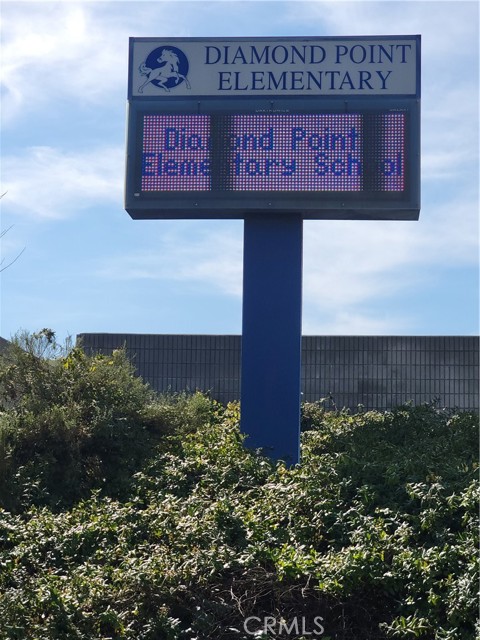 DIAMOND POINT
ELEMENTARY
Diamond Point
Elementary School
CRMLS